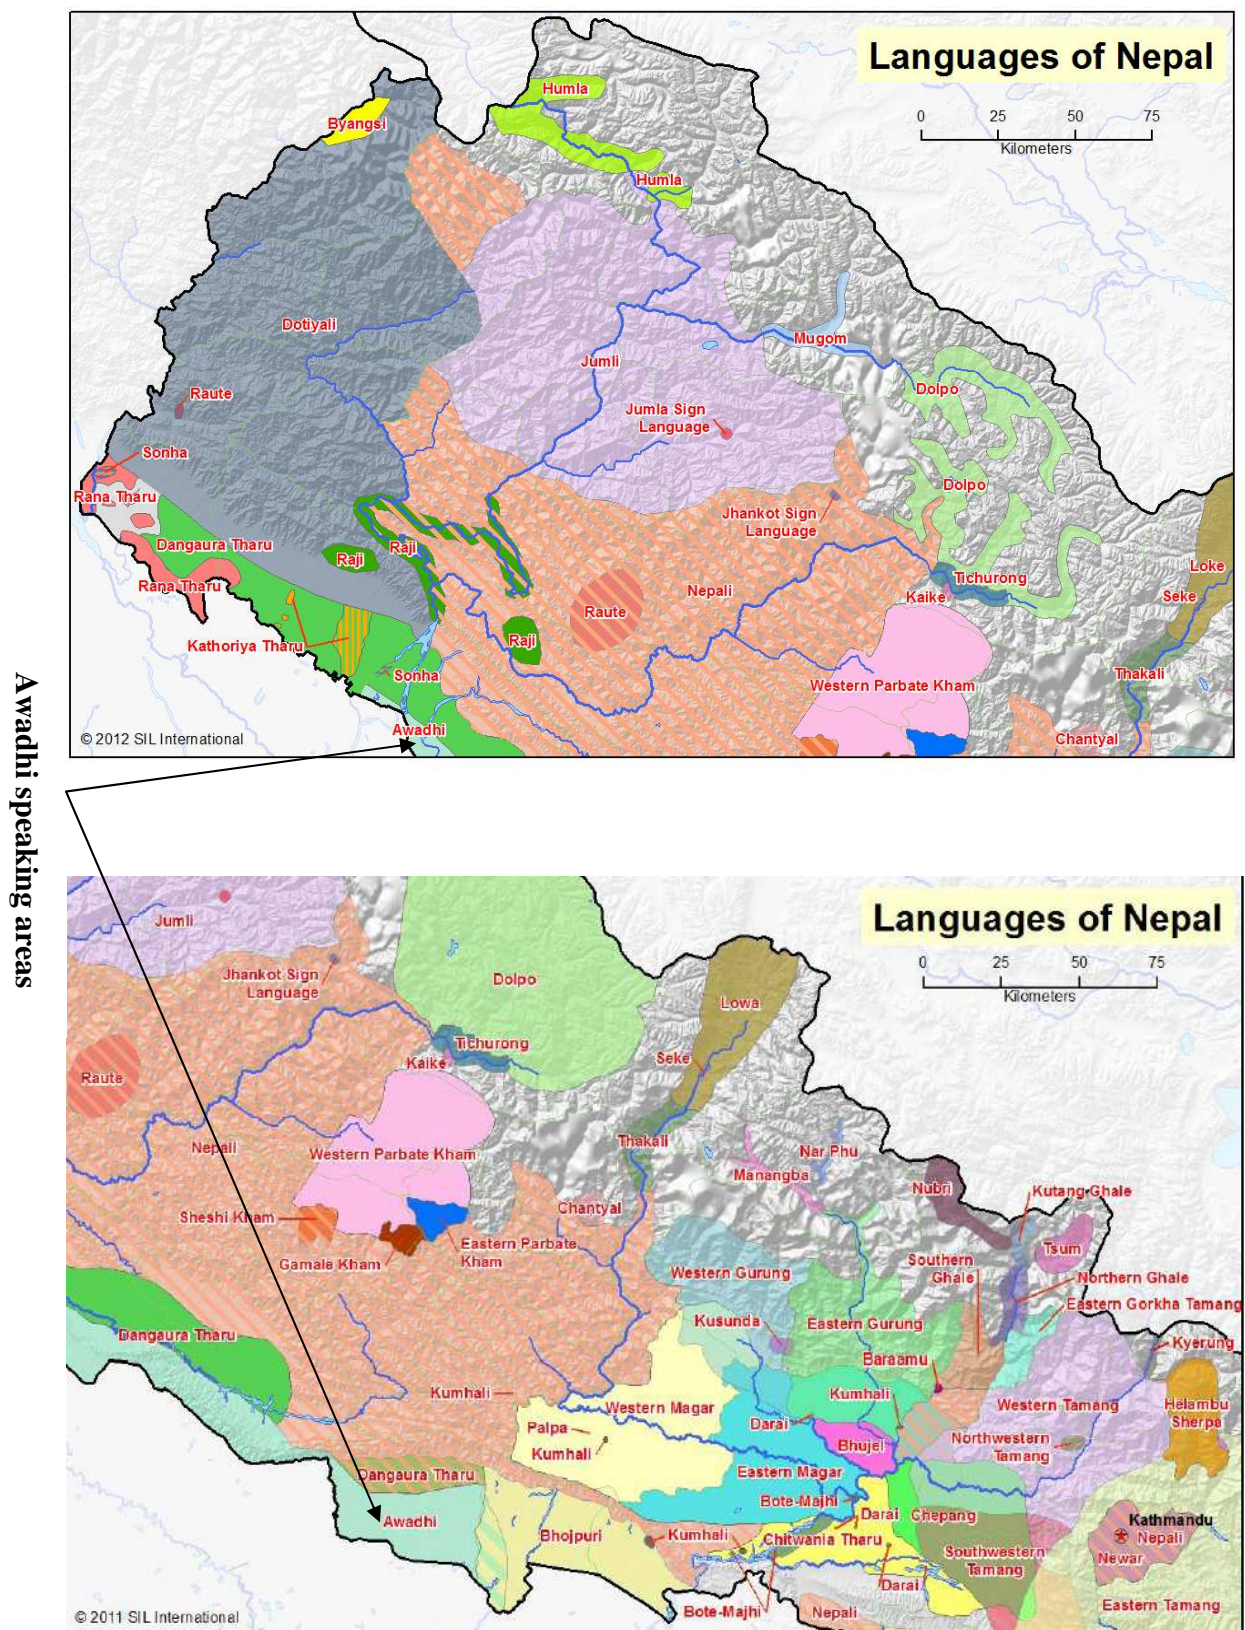 Languages of Nepal
0 25 50 75
Kilometers
Humla
Byangsi
Humla
Dotiyali
Mugom
Jumli
Dolpo
Raute
Jumla Sign
Language
Sonha
Dolpo
Rana Tharu
Jhankot Sign
Language
Dangaura Tharu
Raji
Raji
Loke
Tichurong
Rana Tharu
Nepali
Kaike
Seke
Raute
Kathoriya Tharu
Raji
Sonha
Thakali
Western Parbate Kham
Awadhi
Chantyal
© 2012 SIL International
Awadhi speaking areas
Languages of Nepal
0 25 50 75
Kilometers
Jumli
Jhankot Sign
Language
Dolpo
Lowa
Tichurong
Kaike
Seke
Raute
Nepali
Thakali
Western Parbate Kham
Nar Phu
Manangba
Nubri
Kutang Ghale
Chantyal
Sheshi Kham
Eastern Parbate
Kham
Gamale Kham
Tsum
Southern
Ghale
Western Gurung
Northern Ghale
Eastern Gorkha Tamang
Kusunda
Eastern Gurung
Dangaura Tharu
Kyerung
Baraamu
Kumhali
Kumhali
Western Magar
Western Tamang
Helambu
Sherpa
Darai
Palpa
Kumhali
Bhujel
Northwestern
Tamang
Dangaura Tharu
Eastern Magar
Bote-Majhi
Darai
Chepang
Awadhi
Bhojpuri
Kumhali
Chitwania Tharu
Kathmandu
Nepali
Newar
Southwestern
Tamang
Darai
Bote-Majhi
Nepali
Eastern Tamang
© 2011 SIL International